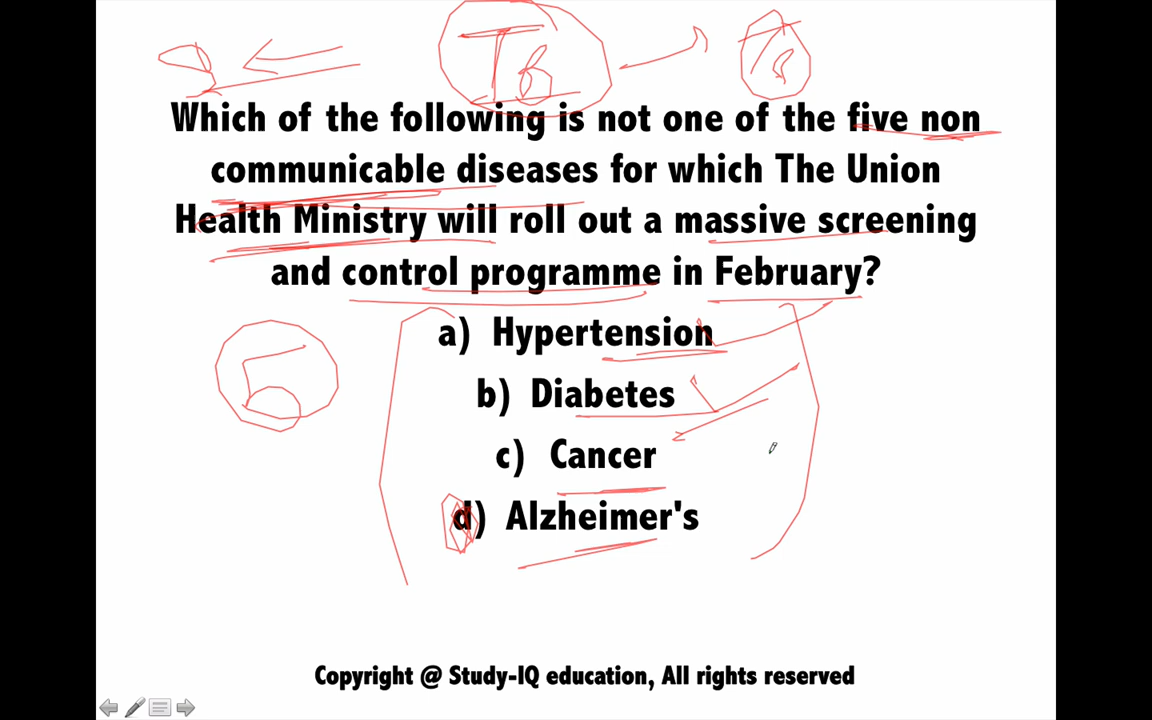 TB
Which of the following is not one of the five non
communicable diseases for which The Union
Health Ministry will roll out a massive screening
and control programme in February?
a) Hypertension
b) Diabetes
c) Cancer
d) Alzheimer's
5
Copyright @ Study-IQ education, All rights reserved